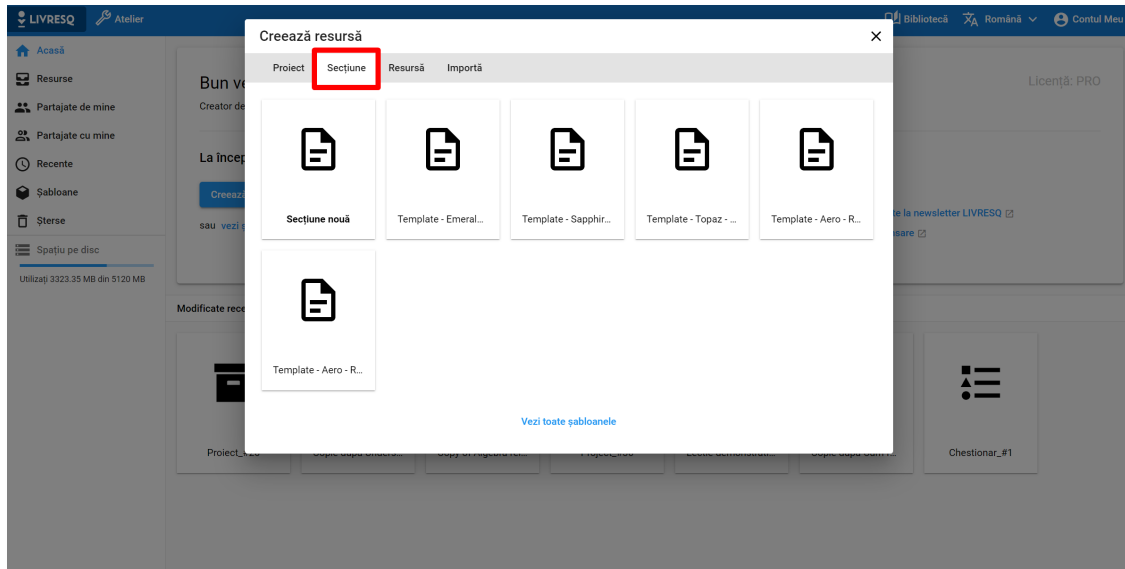 LIVRESQ
Atelier
Bibliotecă
Română
Contul Meu
Acasă
Resurse
Partajate de mine
Partajate cu mine
Recente
Șabloane
Șterse
Spațiu pe disc
Utilizați 3323.35 MB din 5120 MB
Creează resursă
Proiect
Secțiune
Resursă
Importă
Bun
Licență: PRO
Creator de
La încep
Creeaz
sau vezi
Secțiune nouă
Template - Emeral...
Template - Sapphir...
Template - Topaz - ...
Template - Aero - R...
te la newsletter LIVRESQ
Template - Aero - R...
Vezi toate șabloanele
Modificate rece
Chestionar_#1